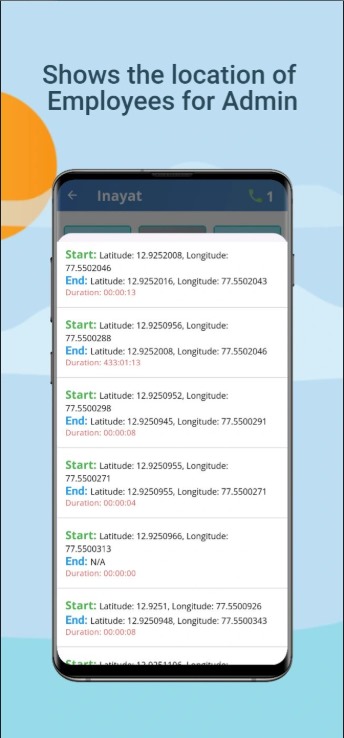 Shows the location of
Employees for Admin
Inayat
1
Start: Latitude: 12.9252008, Longitude:
77.5502046
End: Latitude: 12.9252016, Longitude: 77.5502043
Duration: 00:00:13
Start: Latitude: 12.9250956, Longitude:
77.5500288
End: Latitude: 12.9252008, Longitude: 77.5502046
Duration: 433:01:13
Start: Latitude: 12.9250952, Longitude:
77.5500298
End: Latitude: 12.9250945, Longitude: 77.5500291
Duration: 00:00:08
Start: Latitude: 12.9250955, Longitude:
77.5500271
End: Latitude: 12.9250955, Longitude: 77.5500271
Duration: 00:00:04
Start: Latitude: 12.9250966, Longitude:
77.5500313
End: N/A
Duration: 00:00:00
Start: Latitude: 12.9251, Longitude: 77.5500926
End: Latitude: 12.9250948, Longitude: 77.5500343
Duration: 00:00:08
Start: Latitude: 12.9251106, Longitude: